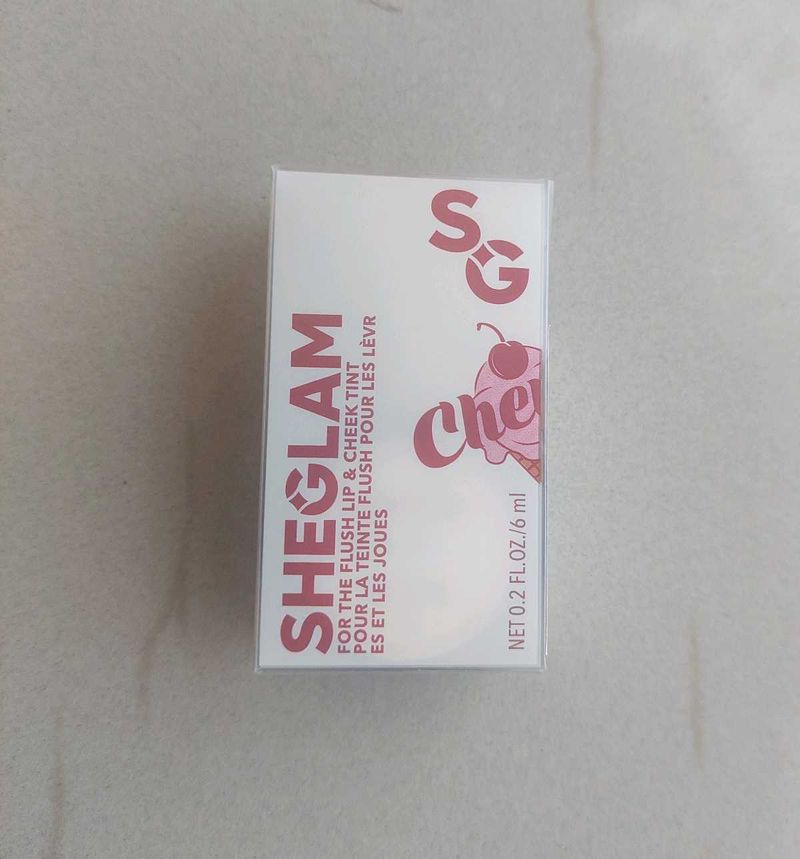 SHEGLAM
FOR THE FLUSH LIP & CHEEK TINT
POUR LA TEINTE FLUSH POUR LES LÈVR
ES ET LES JOUES
SG
NET 0.2 FL.OZ./6 ml